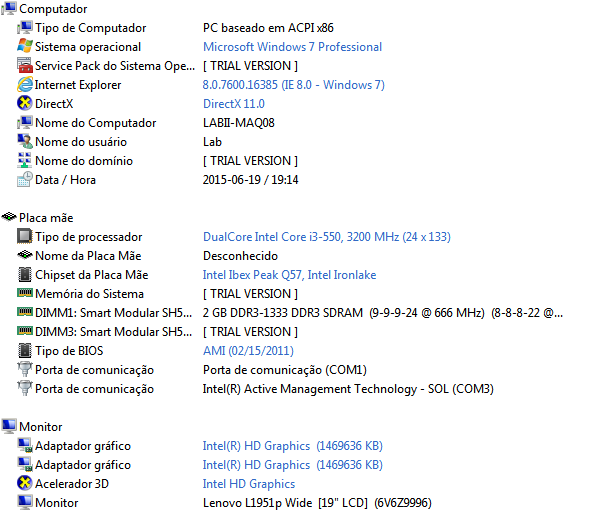 Computador
Tipo de Computador PC baseado em ACPI x86
Sistema operacional Microsoft Windows 7 Professional
Service Pack do Sistema Ope... [ TRIAL VERSION ]
Internet Explorer 8.0.7600.16385 (IE 8.0 - Windows 7)
DirectX DirectX 11.0
Nome do Computador LABII-MAQ08
Nome do usuário Lab
Nome do domínio [ TRIAL VERSION ]
Data / Hora 2015-06-19 / 19:14
Placa mãe
Tipo de processador DualCore Intel Core i3-550, 3200 MHz (24 x 133)
Nome da Placa Mãe Desconhecido
Chipset da Placa Mãe Intel Ibex Peak Q57, Intel Ironlake
Memória do Sistema [ TRIAL VERSION ]
DIMM1: Smart Modular SH5... 2 GB DDR3-1333 DDR3 SDRAM (9-9-9-24 @ 666 MHz) (8-8-8-22 @...
DIMM3: Smart Modular SH5... [ TRIAL VERSION ]
Tipo de BIOS AMI (02/15/2011)
Porta de comunicação Porta de comunicação (COM1)
Porta de comunicação Intel(R) Active Management Technology - SOL (COM3)
Monitor
Adaptador gráfico Intel(R) HD Graphics (1469636 KB)
Adaptador gráfico Intel(R) HD Graphics (1469636 KB)
Acelerador 3D Intel HD Graphics
Monitor Lenovo L1951p Wide [19" LCD] (6V6Z9996)